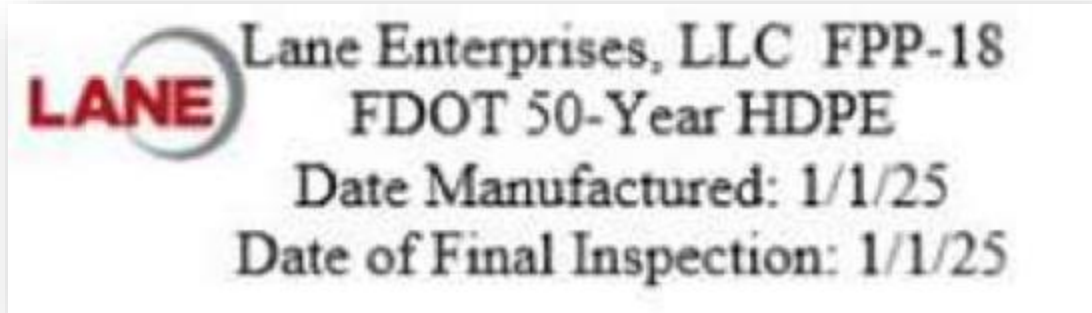 LANE
Lane Enterprises, LLC FPP-18
FDOT 50-Year HDPE
Date Manufactured: 1/1/25
Date of Final Inspection: 1/1/25